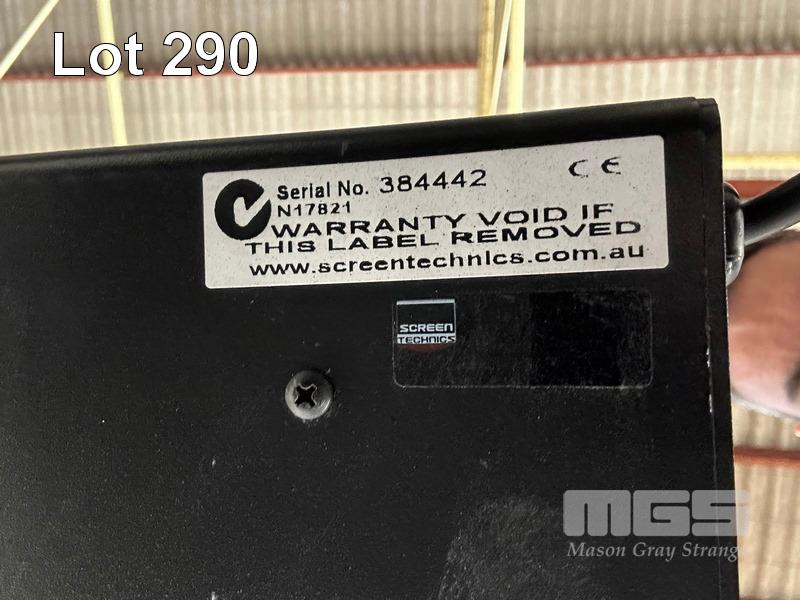 Lot 290
Serial No. 384442
CE
N17821
WARRANTY VOID IF
THIS LABEL REMOVED
www.screentechnics.com.au
SCREEN
TECHNICS
MGS
Mason Gray Strange